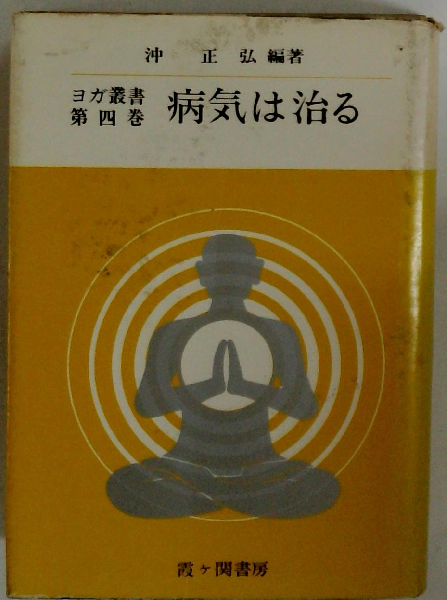 沖 正弘 編著
ヨガ叢書
第四巻
病気は治る
霞ヶ関書房